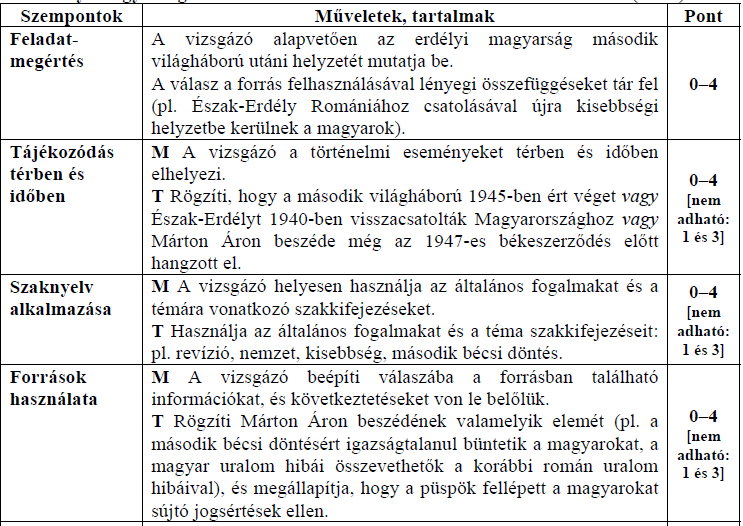 Szempontok Műveletek, tartalmak Pont
Feladat-
megértés
A vizsgázó alapvetően az erdélyi magyarság második
világháború utáni helyzetét mutatja be.
A válasz a forrás felhasználásával lényegi összefüggéseket tár fel
(pl. Észak-Erdély Romániához csatolásával újra kisebbségi
helyzetbe kerülnek a magyarok).
0–4
Tájékozódás
térben és
időben
M A vizsgázó a történelmi eseményeket térben és időben
elhelyezi.
T Rögzíti, hogy a második világháború 1945-ben ért véget vagy
Észak-Erdélyt 1940-ben visszacsatolták Magyarországhoz vagy
Márton Áron beszéde még az 1947-es békeszerződés előtt
hangzott el.
0–4
[nem
adható:
1 és 3]
Szaknyelv
alkalmazása
M A vizsgázó helyesen használja az általános fogalmakat és a
témára vonatkozó szakkifejezéseket.
T Használja az általános fogalmakat és a téma szakkifejezéseit:
pl. revízió, nemzet, kisebbség, második bécsi döntés.
0–4
[nem
adható:
1 és 3]
Források
használata
M A vizsgázó beépíti válaszába a forrásban található
információkat, és következtetéseket von le belőlük.
T Rögzíti Márton Áron beszédének valamelyik elemét (pl. a
második bécsi döntésért igazságtalanul büntetik a magyarokat, a
magyar uralom hibái összevethetők a korábbi román uralom
hibáival), és megállapítja, hogy a püspök fellépett a magyarokat
sújtó jogsértések ellen.
0–4
[nem
adható:
1 és 3]